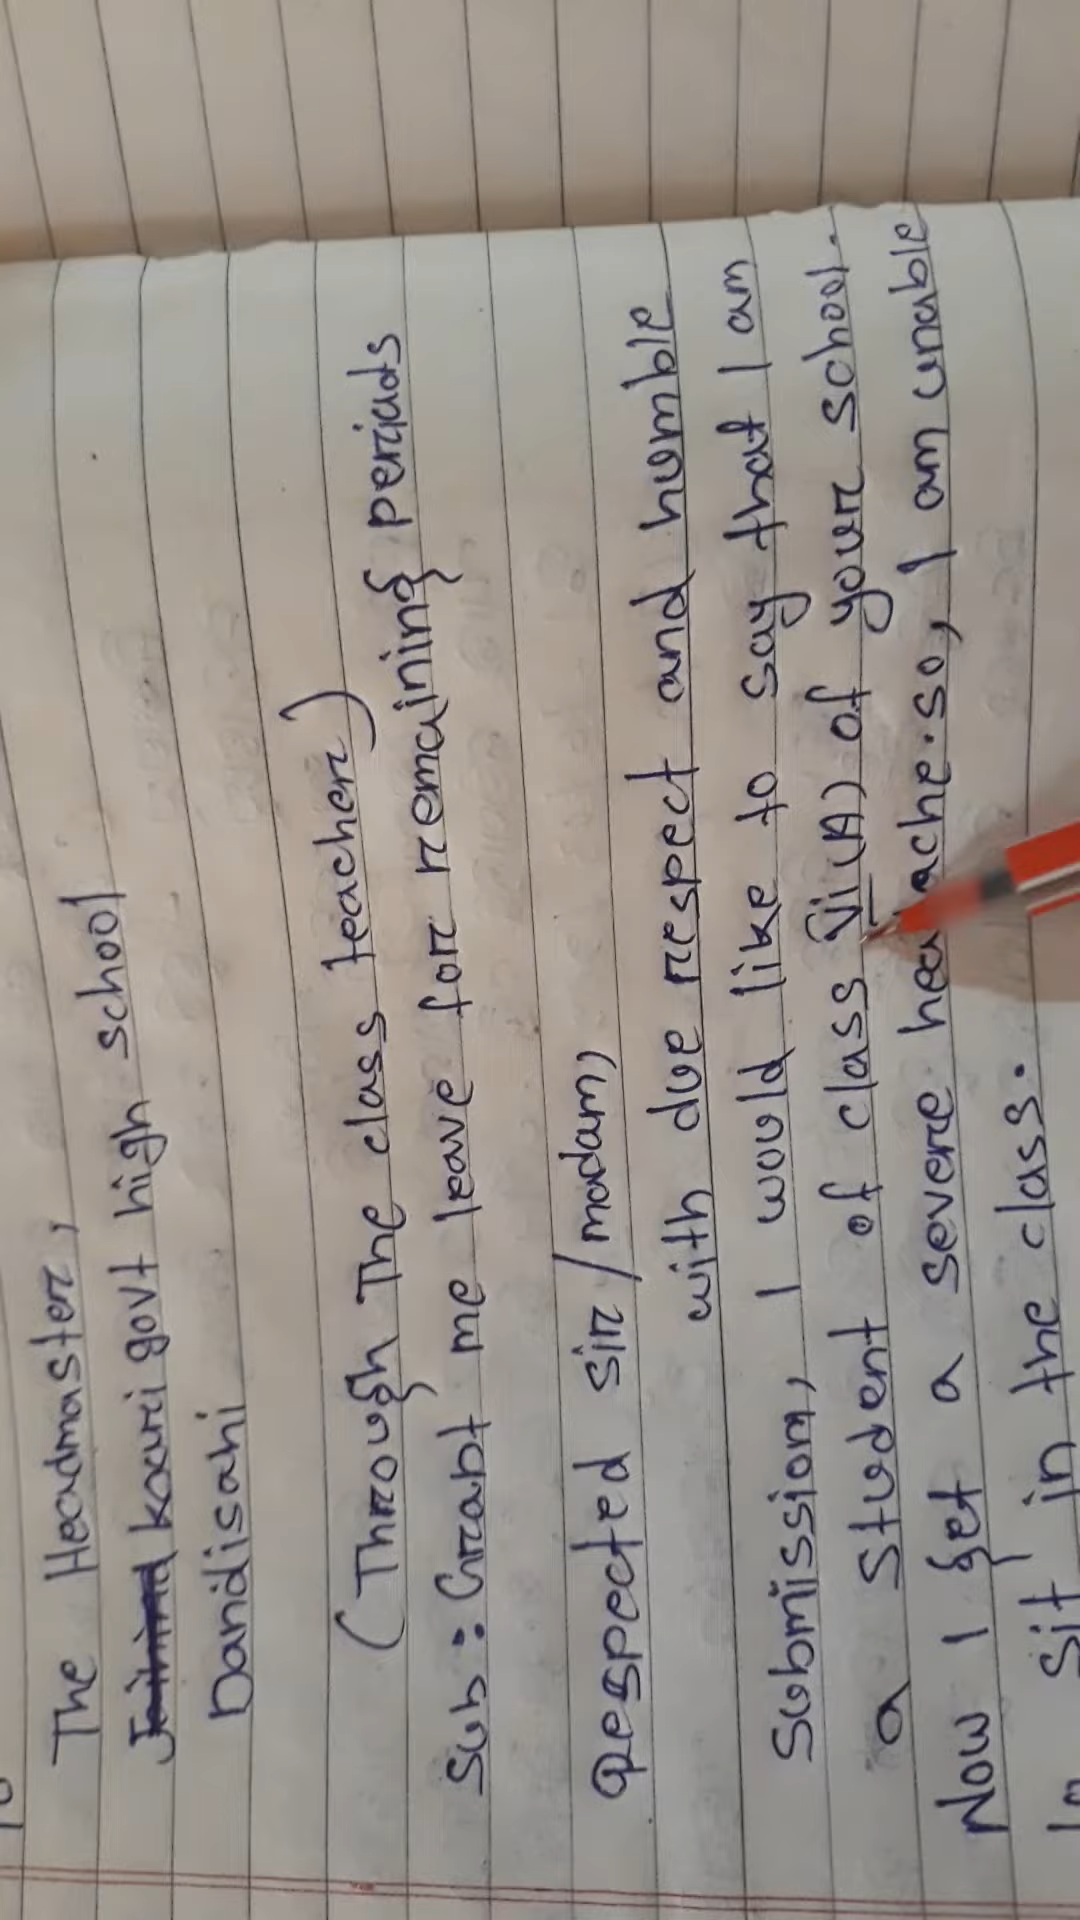 To
The Headmaster,
kauri govt high school
Danidisahi
(Through The class teacher)
Sub: Grant me leave for remaining periods
Respected sir/madam,
with due respect and humble
Submission, I would like to say that I am
a student of class VI(A) of your school.
Now I get a severe headache. so, I am unable
to sit in the class.